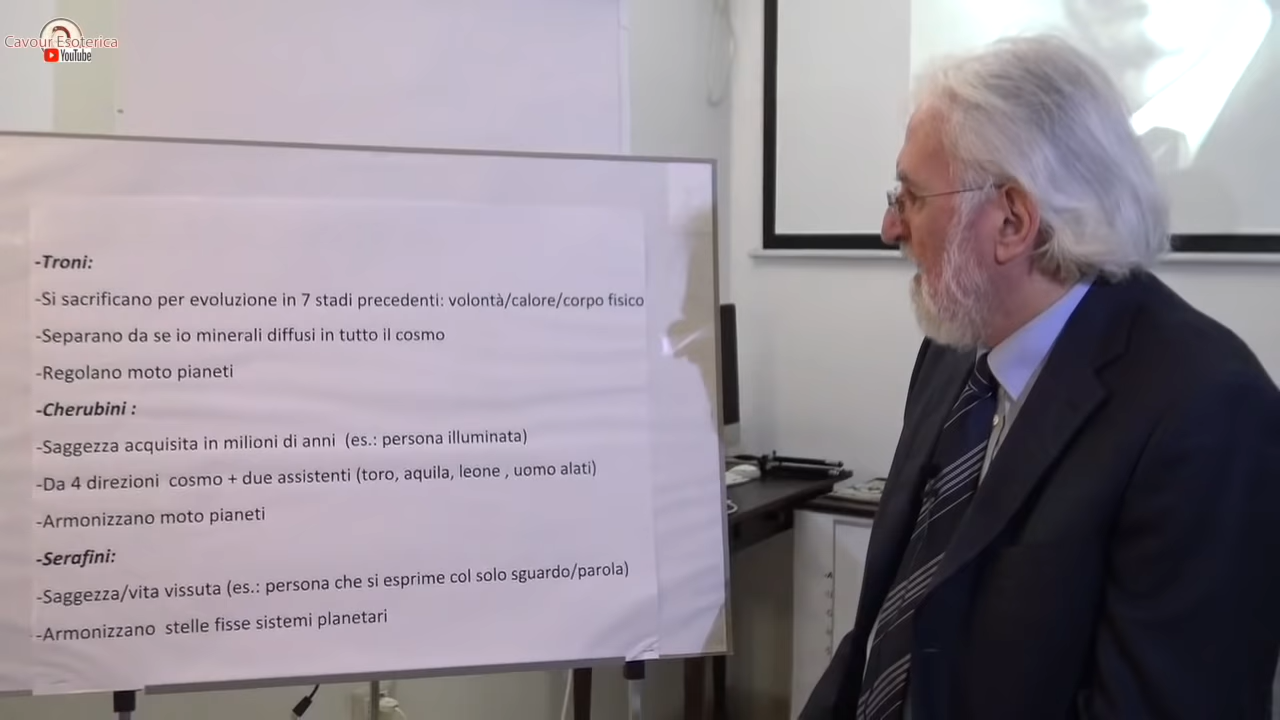 Cavour Esoterica
YouTube
-Troni:
-Si sacrificano per evoluzione in 7 stadi precedenti: volontà/calore/corpo fisico
-Separano da se io minerali diffusi in tutto il cosmo
-Regolano moto pianeti
-Cherubini :
-Saggezza acquisita in milioni di anni (es.: persona illuminata)
-Da 4 direzioni cosmo + due assistenti (toro, aquila, leone , uomo alati)
-Armonizzano moto pianeti
-Serafini:
-Saggezza/vita vissuta (es.: persona che si esprime col solo sguardo/parola)
-Armonizzano stelle fisse sistemi planetari